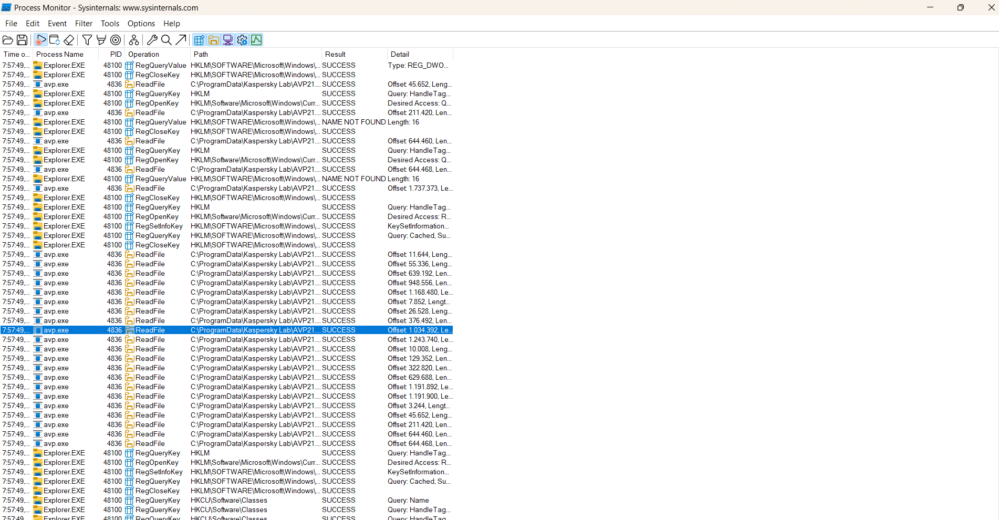 Process Monitor - Sysinternals: www.sysinternals.com
File Edit Event Filter Tools Options Help
Time o... Process Name PID Operation Path Result Detail
7:57:49,... Explorer.EXE 48100 RegQueryValue HKLM\SOFTWARE\Microsoft\Windows\... SUCCESS Type: REG_DWO...
7:57:49,... Explorer.EXE 48100 RegCloseKey HKLM\SOFTWARE\Microsoft\Windows\... SUCCESS
7:57:49,... avp.exe 4836 ReadFile C:\ProgramData\Kaspersky Lab\AVP21.... SUCCESS Offset: 45.652, Leng...
7:57:49,... Explorer.EXE 48100 RegQueryKey HKLM SUCCESS Query: HandleTag...
7:57:49,... Explorer.EXE 48100 RegOpenKey HKLM\Software\Microsoft\Windows\Curr... SUCCESS Desired Access: Q...
7:57:49,... avp.exe 4836 ReadFile C:\ProgramData\Kaspersky Lab\AVP21.... SUCCESS Offset: 211.420, Len...
7:57:49,... Explorer.EXE 48100 RegQueryValue HKLM\SOFTWARE\Microsoft\Windows\... NAME NOT FOUND Length: 16
7:57:49,... Explorer.EXE 48100 RegCloseKey HKLM\SOFTWARE\Microsoft\Windows\... SUCCESS
7:57:49,... avp.exe 4836 ReadFile C:\ProgramData\Kaspersky Lab\AVP21.... SUCCESS Offset: 644.460, Len...
7:57:49,... Explorer.EXE 48100 RegQueryKey HKLM SUCCESS Query: HandleTag...
7:57:49,... Explorer.EXE 48100 RegOpenKey HKLM\Software\Microsoft\Windows\Curr... SUCCESS Desired Access: Q...
7:57:49,... avp.exe 4836 ReadFile C:\ProgramData\Kaspersky Lab\AVP21.... SUCCESS Offset: 644.468, Len...
7:57:49,... Explorer.EXE 48100 RegQueryValue HKLM\SOFTWARE\Microsoft\Windows\... NAME NOT FOUND Length: 16
7:57:49,... avp.exe 4836 ReadFile C:\ProgramData\Kaspersky Lab\AVP21.... SUCCESS Offset: 1.737.373, Le...
7:57:49,... Explorer.EXE 48100 RegCloseKey HKLM\SOFTWARE\Microsoft\Windows\... SUCCESS
7:57:49,... Explorer.EXE 48100 RegQueryKey HKLM SUCCESS Query: HandleTag...
7:57:49,... Explorer.EXE 48100 RegOpenKey HKLM\Software\Microsoft\Windows\Curr... SUCCESS Desired Access: R...
7:57:49,... Explorer.EXE 48100 RegSetInfoKey HKLM\SOFTWARE\Microsoft\Windows\... SUCCESS KeySetInformation...
7:57:49,... Explorer.EXE 48100 RegQueryKey HKLM\SOFTWARE\Microsoft\Windows\... SUCCESS Query: Cached, Su...
7:57:49,... Explorer.EXE 48100 RegCloseKey HKLM\SOFTWARE\Microsoft\Windows\... SUCCESS
7:57:49,... avp.exe 4836 ReadFile C:\ProgramData\Kaspersky Lab\AVP21.... SUCCESS Offset: 11.644, Leng...
7:57:49,... avp.exe 4836 ReadFile C:\ProgramData\Kaspersky Lab\AVP21.... SUCCESS Offset: 55.336, Leng...
7:57:49,... avp.exe 4836 ReadFile C:\ProgramData\Kaspersky Lab\AVP21.... SUCCESS Offset: 639.192, Len...
7:57:49,... avp.exe 4836 ReadFile C:\ProgramData\Kaspersky Lab\AVP21.... SUCCESS Offset: 948.556, Len...
7:57:49,... avp.exe 4836 ReadFile C:\ProgramData\Kaspersky Lab\AVP21.... SUCCESS Offset: 1.168.480, Le...
7:57:49,... avp.exe 4836 ReadFile C:\ProgramData\Kaspersky Lab\AVP21.... SUCCESS Offset: 7.852, Lengt...
7:57:49,... avp.exe 4836 ReadFile C:\ProgramData\Kaspersky Lab\AVP21.... SUCCESS Offset: 26.528, Leng...
7:57:49,... avp.exe 4836 ReadFile C:\ProgramData\Kaspersky Lab\AVP21.... SUCCESS Offset: 376.492, Len...
7:57:49,... avp.exe 4836 ReadFile C:\ProgramData\Kaspersky Lab\AVP21.... SUCCESS Offset: 1.034.392, Le...
7:57:49,... avp.exe 4836 ReadFile C:\ProgramData\Kaspersky Lab\AVP21.... SUCCESS Offset: 1.243.740, Le...
7:57:49,... avp.exe 4836 ReadFile C:\ProgramData\Kaspersky Lab\AVP21.... SUCCESS Offset: 10.008, Leng...
7:57:49,... avp.exe 4836 ReadFile C:\ProgramData\Kaspersky Lab\AVP21.... SUCCESS Offset: 129.352, Len...
7:57:49,... avp.exe 4836 ReadFile C:\ProgramData\Kaspersky Lab\AVP21.... SUCCESS Offset: 322.820, Len...
7:57:49,... avp.exe 4836 ReadFile C:\ProgramData\Kaspersky Lab\AVP21.... SUCCESS Offset: 629.688, Len...
7:57:49,... avp.exe 4836 ReadFile C:\ProgramData\Kaspersky Lab\AVP21.... SUCCESS Offset: 1.191.892, Le...
7:57:49,... avp.exe 4836 ReadFile C:\ProgramData\Kaspersky Lab\AVP21.... SUCCESS Offset: 1.191.900, Le...
7:57:49,... avp.exe 4836 ReadFile C:\ProgramData\Kaspersky Lab\AVP21.... SUCCESS Offset: 3.244, Lengt...
7:57:49,... avp.exe 4836 ReadFile C:\ProgramData\Kaspersky Lab\AVP21.... SUCCESS Offset: 45.652, Leng...
7:57:49,... avp.exe 4836 ReadFile C:\ProgramData\Kaspersky Lab\AVP21.... SUCCESS Offset: 211.420, Len...
7:57:49,... avp.exe 4836 ReadFile C:\ProgramData\Kaspersky Lab\AVP21.... SUCCESS Offset: 644.460, Len...
7:57:49,... avp.exe 4836 ReadFile C:\ProgramData\Kaspersky Lab\AVP21.... SUCCESS Offset: 644.468, Len...
7:57:49,... Explorer.EXE 48100 RegQueryKey HKLM SUCCESS Query: HandleTag...
7:57:49,... Explorer.EXE 48100 RegOpenKey HKLM\Software\Microsoft\Windows\Curr... SUCCESS Desired Access: R...
7:57:49,... Explorer.EXE 48100 RegSetInfoKey HKLM\SOFTWARE\Microsoft\Windows\... SUCCESS KeySetInformation...
7:57:49,... Explorer.EXE 48100 RegQueryKey HKLM\SOFTWARE\Microsoft\Windows\... SUCCESS Query: Cached, Su...
7:57:49,... Explorer.EXE 48100 RegCloseKey HKLM\SOFTWARE\Microsoft\Windows\... SUCCESS
7:57:49,... Explorer.EXE 48100 RegQueryKey HKCU\Software\Classes SUCCESS Query: Name
7:57:49,... Explorer.EXE 48100 RegQueryKey HKCU\Software\Classes SUCCESS Query: HandleTag...
7:57:49,... Explorer.EXE 48100 RegQueryKey HKCU\Software\Classes SUCCESS Query: HandleTag...